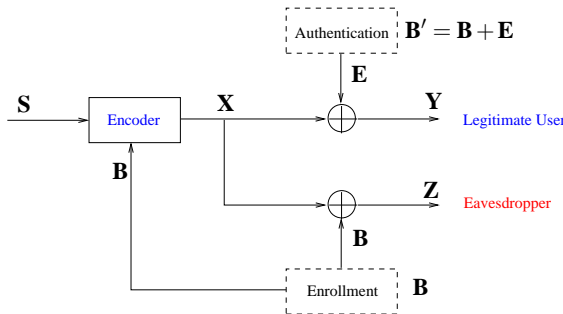 Authentication B′ = B + E
E
S
Encoder
X
Y
Legitimate User
B
Z
Eavesdropper
B
Enrollment
B